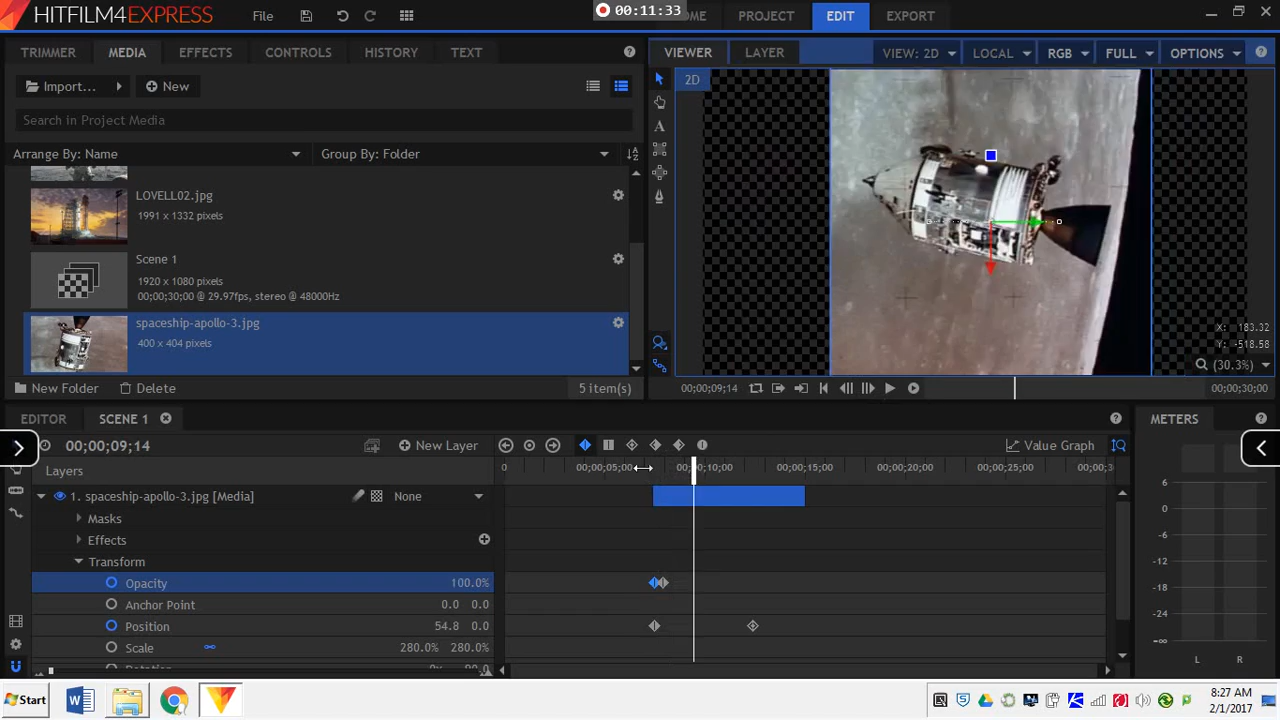 HITFILM4EXPRESS
File
00:11:33
PROJECT
EDIT
EXPORT
TRIMMER
MEDIA
EFFECTS
CONTROLS
HISTORY
TEXT
VIEWER
LAYER
VIEW: 2D
LOCAL
RGB
FULL
OPTIONS
Import...
New
2D
Search in Project Media
Arrange By: Name
Group By: Folder
LOVELL02.jpg
1991 x 1332 pixels
Scene 1
1920 x 1080 pixels
00;00;30;00 @ 29.97fps, stereo @ 48000Hz
spaceship-apollo-3.jpg
400 x 404 pixels
X: 183.32
Y: -518.58
(30.3%)
New Folder
Delete
5 item(s)
00;00;09;14
00;00;30;00
EDITOR
SCENE 1
METERS
00;00;09;14
New Layer
Value Graph
Layers
0
00;00;05;00
00;00;10;00
00;00;15;00
00;00;20;00
00;00;25;00
1. spaceship-apollo-3.jpg [Media]
None
Masks
Effects
Transform
Opacity
100.0%
Anchor Point
0.0 0.0
Position
54.8 0.0
Scale
280.0% 280.0%
6
0
-6
-12
-18
-24
-∞
L R
Start
8:27 AM
2/1/2017